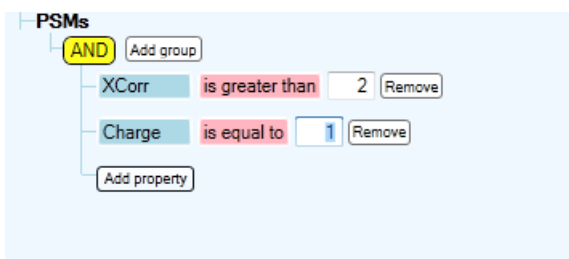 PSMs
AND Add group
XCorr is greater than 2 Remove
Charge is equal to 1 Remove
Add property